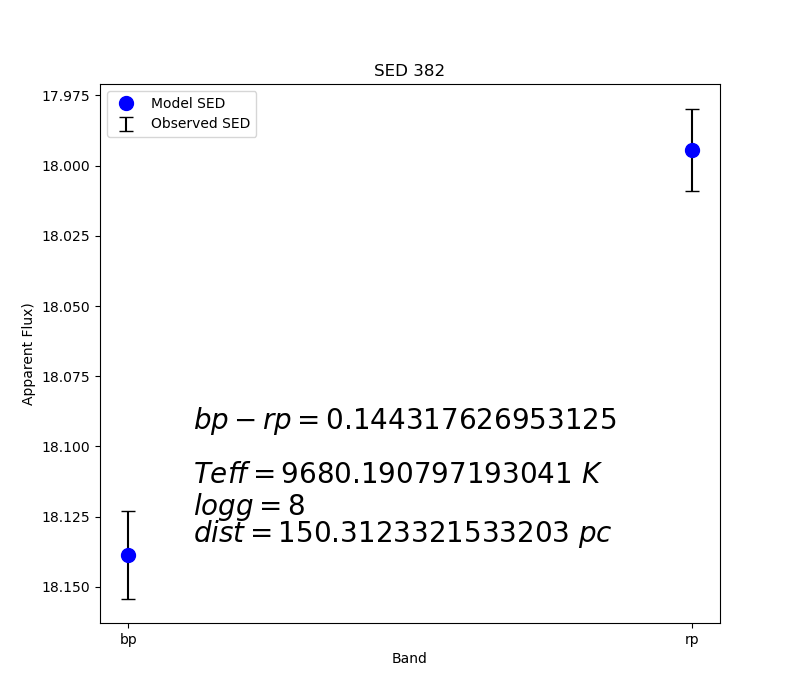 SED 382
17.975
18.000
18.025
18.050
18.075
18.100
18.125
18.150
Apparent Flux)
Model SED
Observed SED
bp − rp = 0.144317626953125
Teff = 9680.190797193041 K
logg = 8
dist = 150.3123321533203 pc
bp
rp
Band